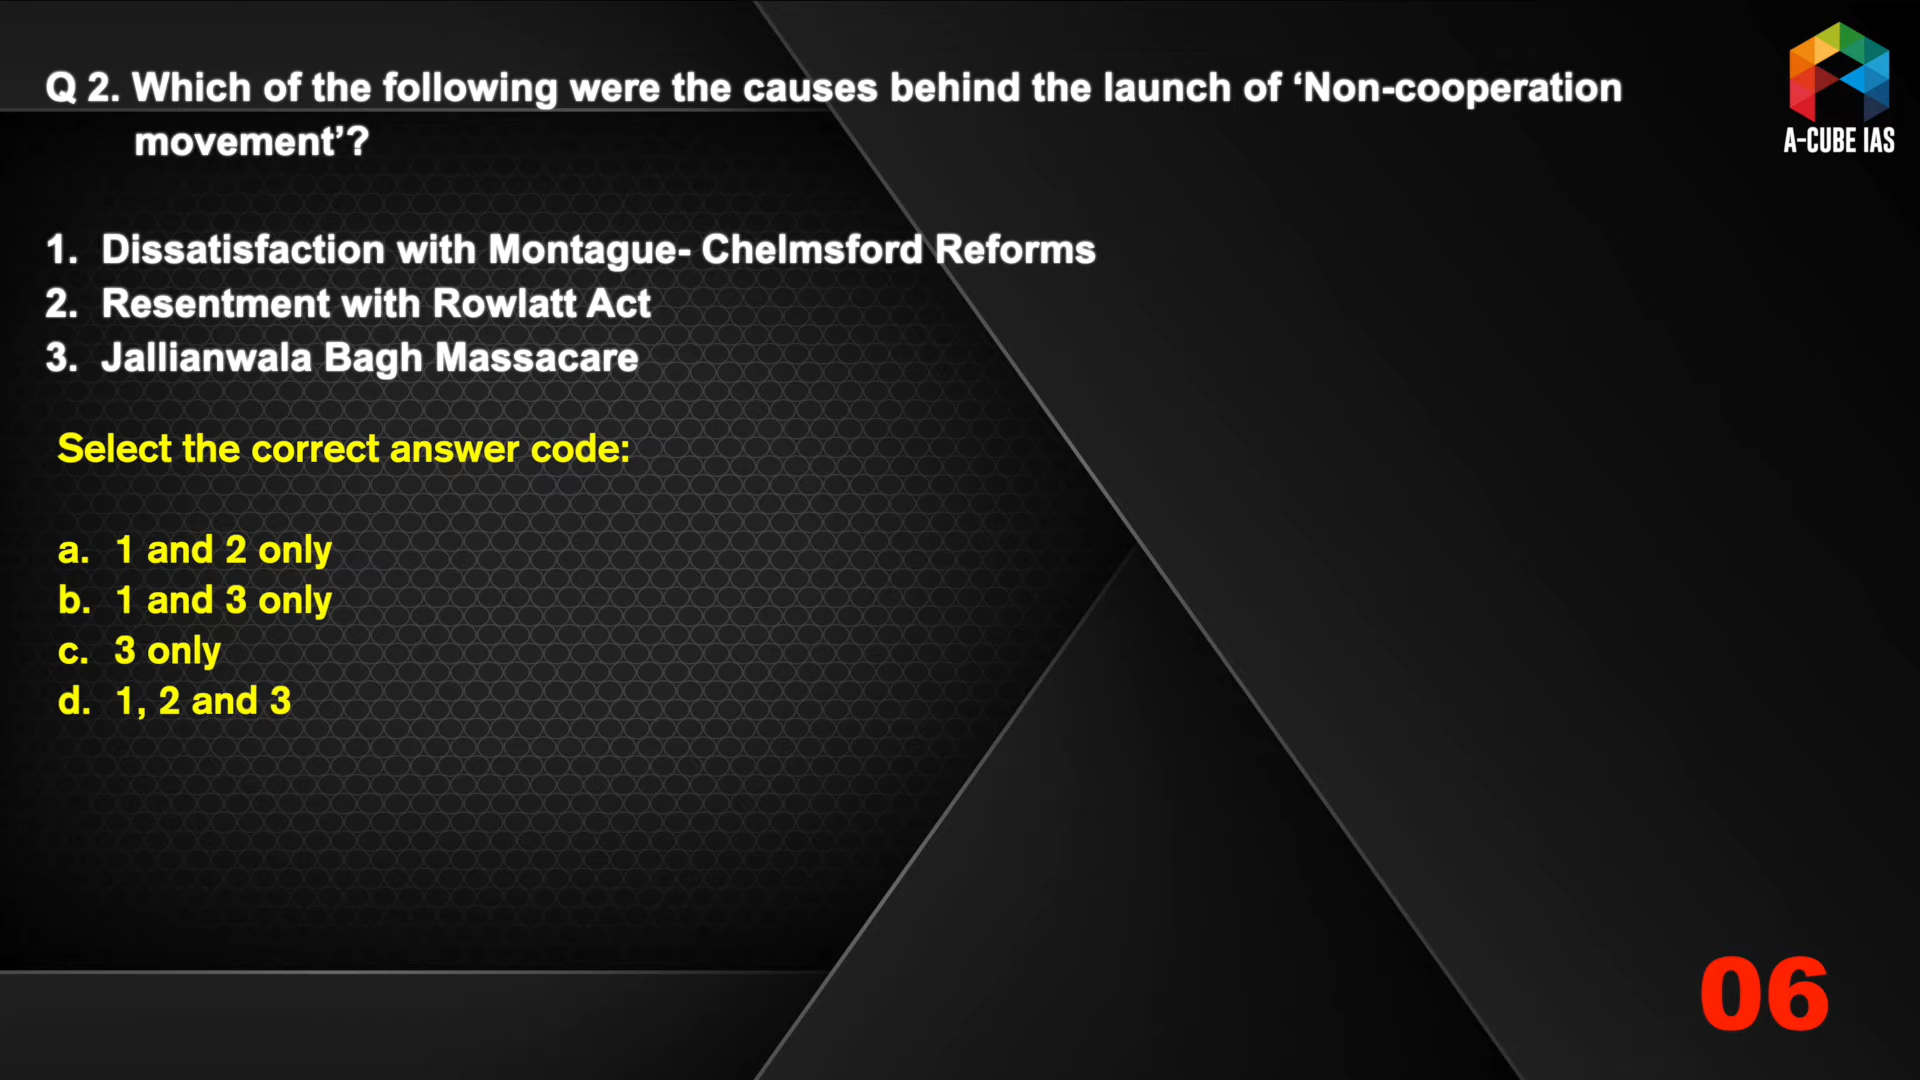 Q 2. Which of the following were the causes behind the launch of ‘Non-cooperation
movement’?
A-CUBE IAS
1. Dissatisfaction with Montague- Chelmsford Reforms
2. Resentment with Rowlatt Act
3. Jallianwala Bagh Massacare
Select the correct answer code:
a. 1 and 2 only
b. 1 and 3 only
c. 3 only
d. 1, 2 and 3
06